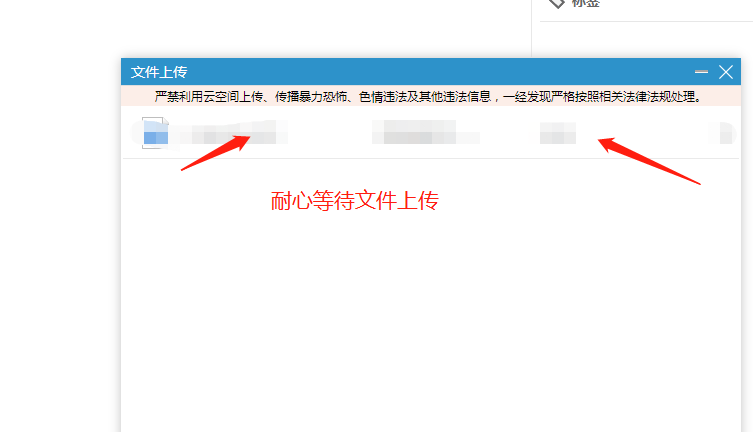 标签
文件上传
严禁利用云空间上传、传播暴力恐怖、色情违法及其他违法信息，一经发现严格按照相关法律法规处理。
耐心等待文件上传